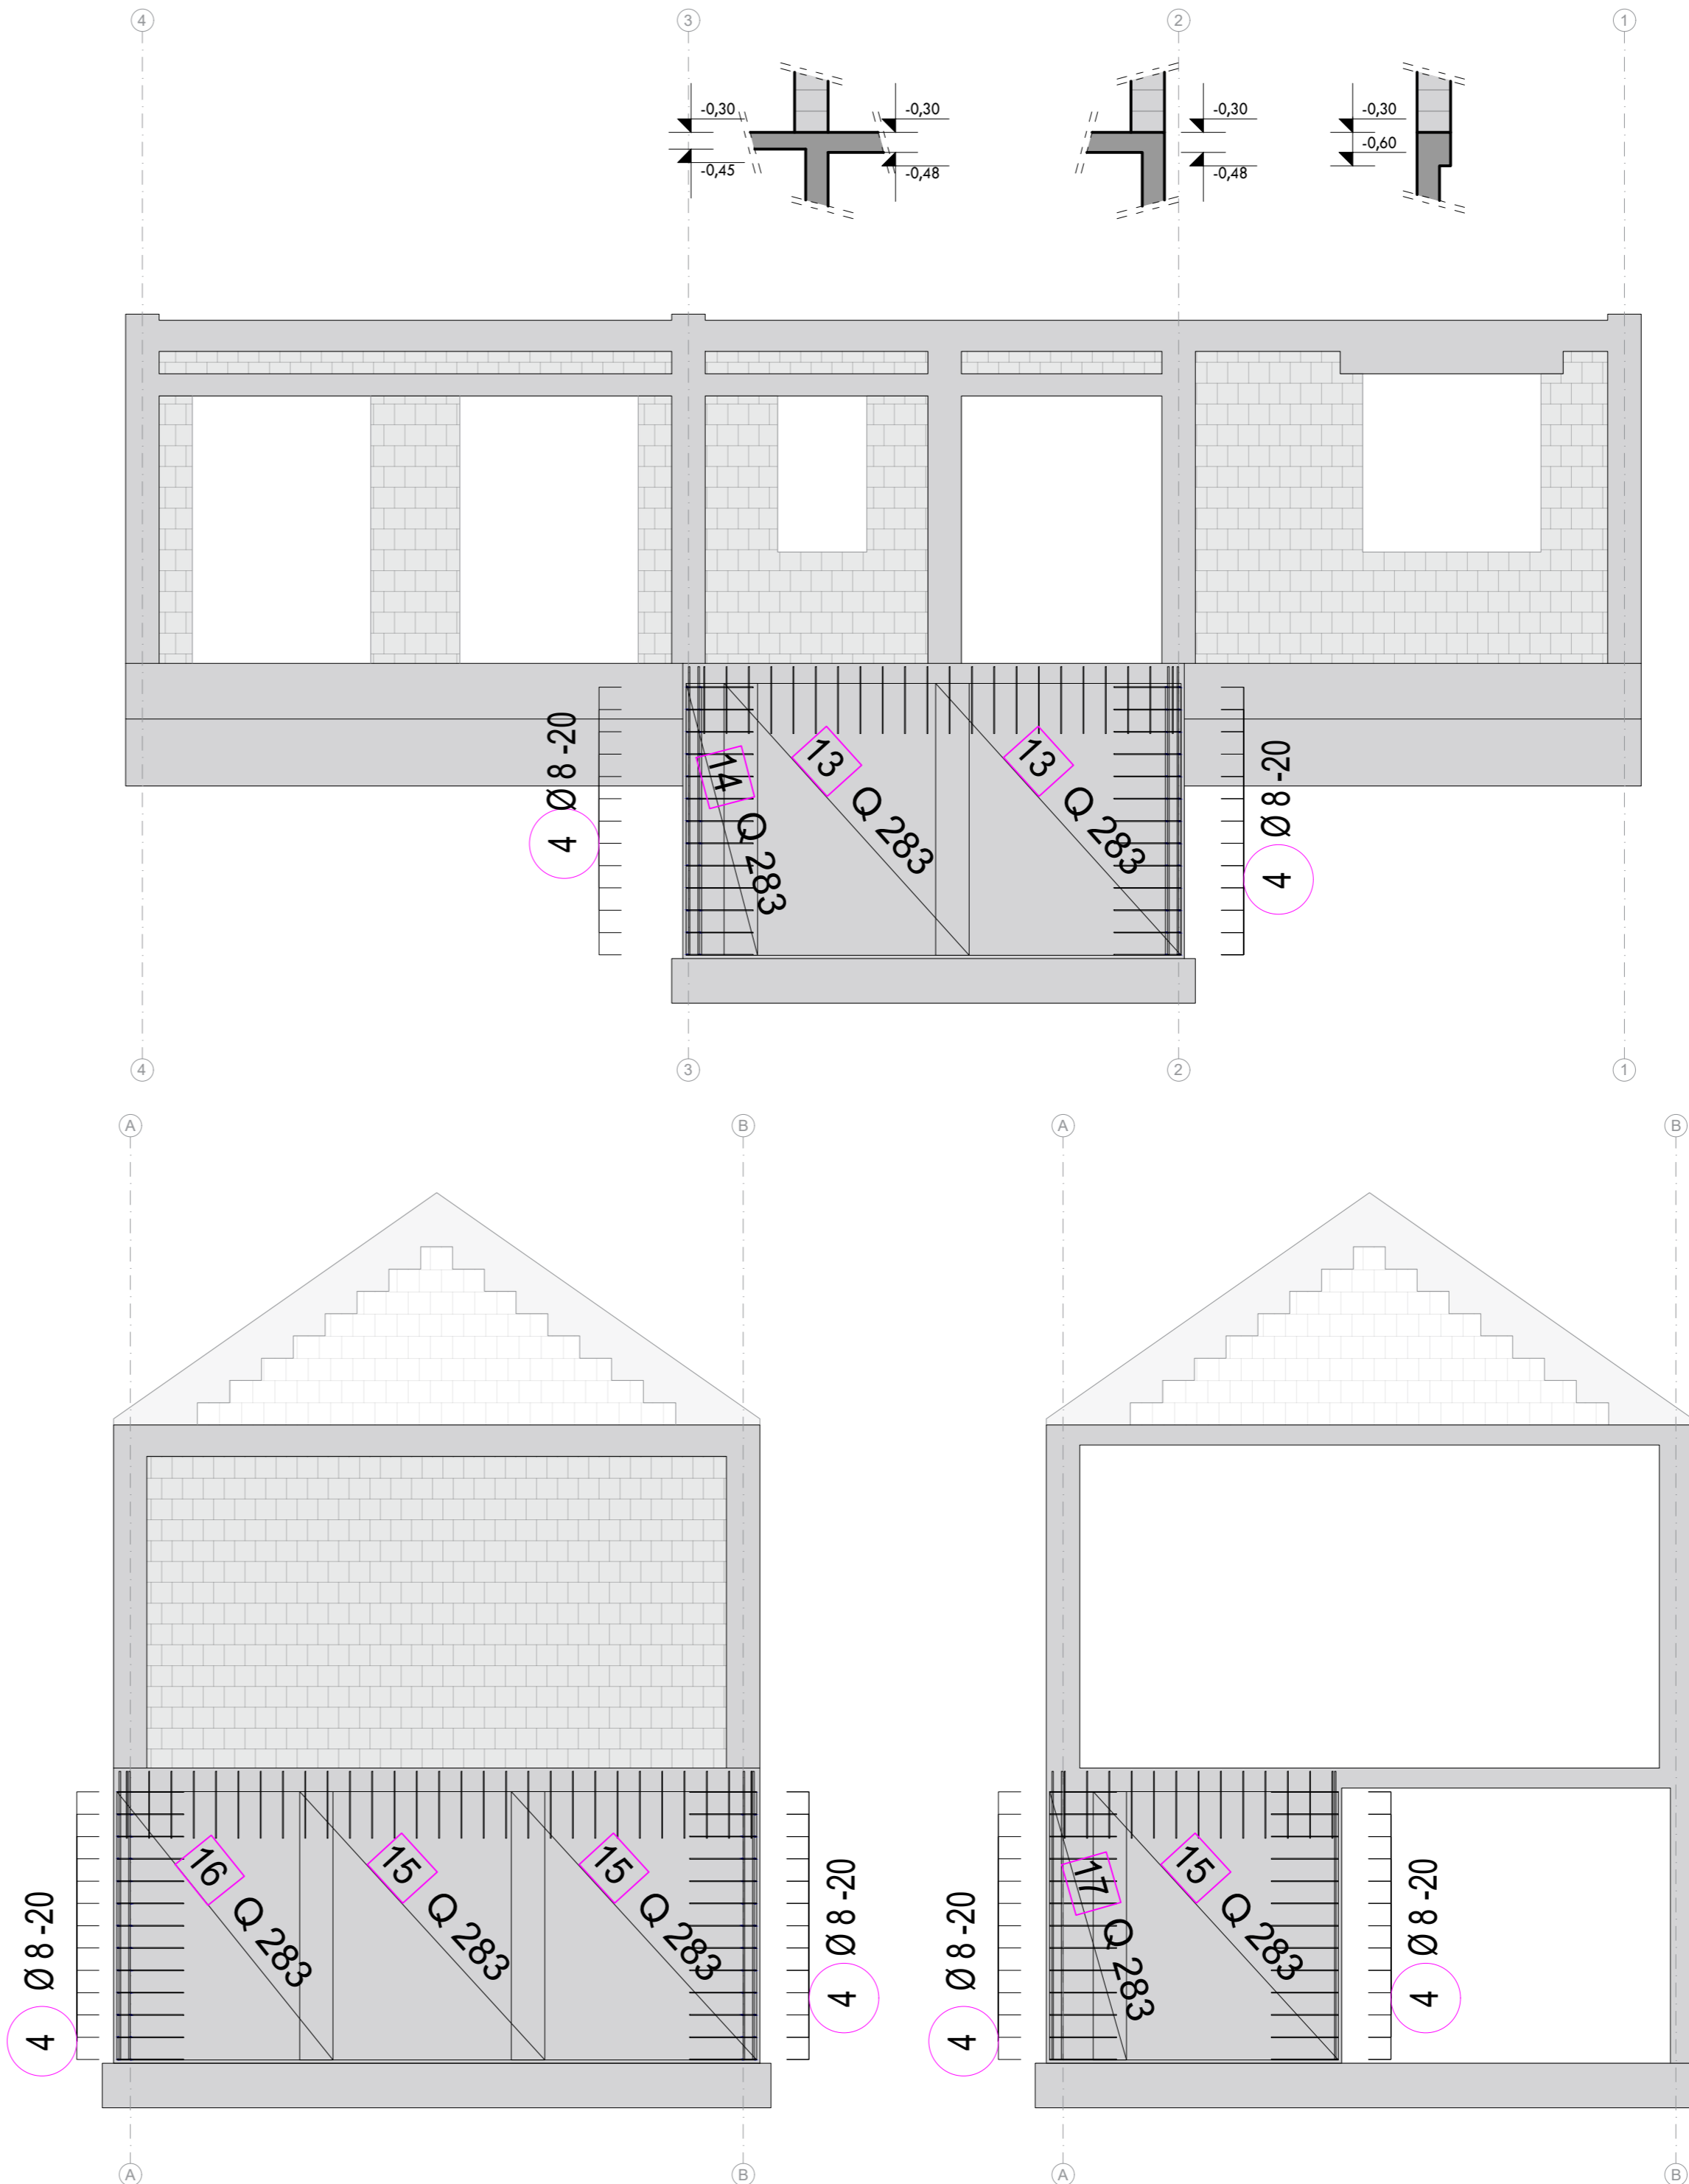 4 3 2 1
-0,30 -0,30 -0,30 -0,30
-0,60
-0,45 -0,48 -0,48
4 Ø 8 -20
14 Q 283
13 Q 283
13 Q 283
4 Ø 8 -20
4 3 2 1
A B A B
4 Ø 8 -20
16 Q 283
15 Q 283
15 Q 283
4 Ø 8 -20
4 Ø 8 -20
17 Q 283
15 Q 283
4 Ø 8 -20
A B A B